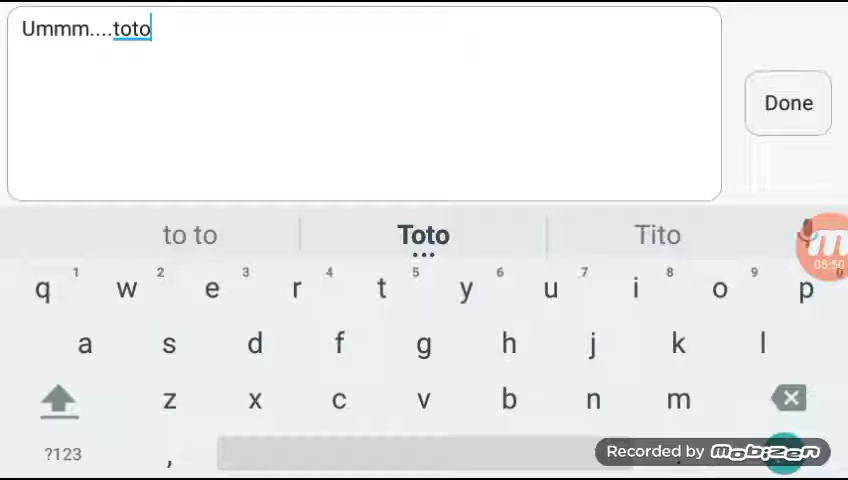 Ummm....toto
Done
to to Toto Tito
1 2 3 4 5 6 7 8 9
q w e r t y u i o p
05:50
a s d f g h j k l
z x c v b n m
?123 ,
Recorded by mobizen